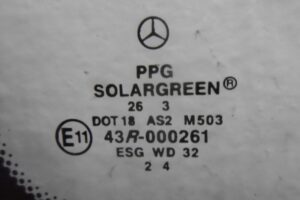 PPG
SOLARGREEN®
26 3
DOT18 AS2 M503
E11 43R-000261
ESG WD 32
2 4